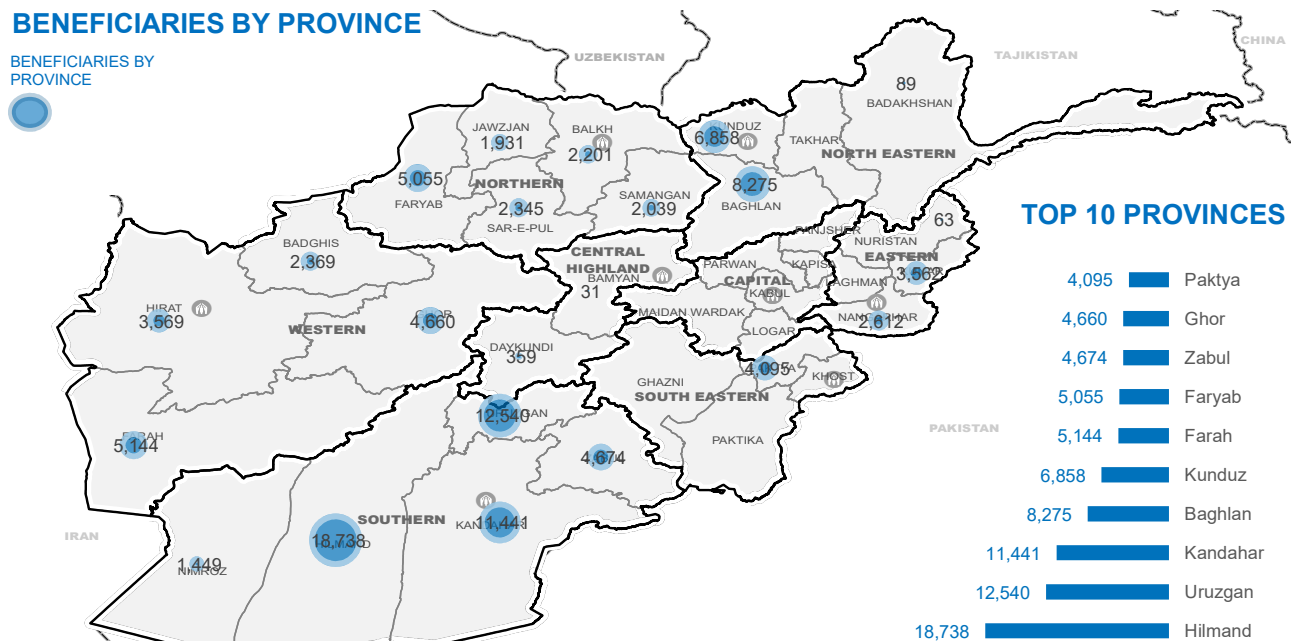 BENEFICIARIES BY PROVINCE
BENEFICIARIES BY
PROVINCE
UZBEKISTAN
TAJIKISTAN
CHINA
89
BADAKHSHAN
JAWZJAN
1,931
BALKH
2,201
6,858
TAKHAR
NORTH EASTERN
5,055
FARYAB
NORTHERN
2,345
SAR-E-PUL
SAMANGAN
2,039
8,275
BAGHLAN
63
NURISTAN
EASTERN
3,569
PANJSHER
BADGHIS
2,369
CENTRAL
HIGHLAND
BAMYAN
31
PARWAN
KAPISA
CAPITAL
KABUL
MAIDAN WARDAK
LOGAR
LAGHMAN
2,612
HIRAT
3,569
WESTERN
4,660
DAYKUNDI
359
GHAZNI
SOUTH EASTERN
4,095
KHOST
PAKTIKA
PAKISTAN
12,540
5,144
4,674
SOUTHERN
11,441
18,738
IRAN
1,449
NIMROZ
TOP 10 PROVINCES
4,095 Paktya
4,660 Ghor
4,674 Zabul
5,055 Faryab
5,144 Farah
6,858 Kunduz
8,275 Baghlan
11,441 Kandahar
12,540 Uruzgan
18,738 Hilmand